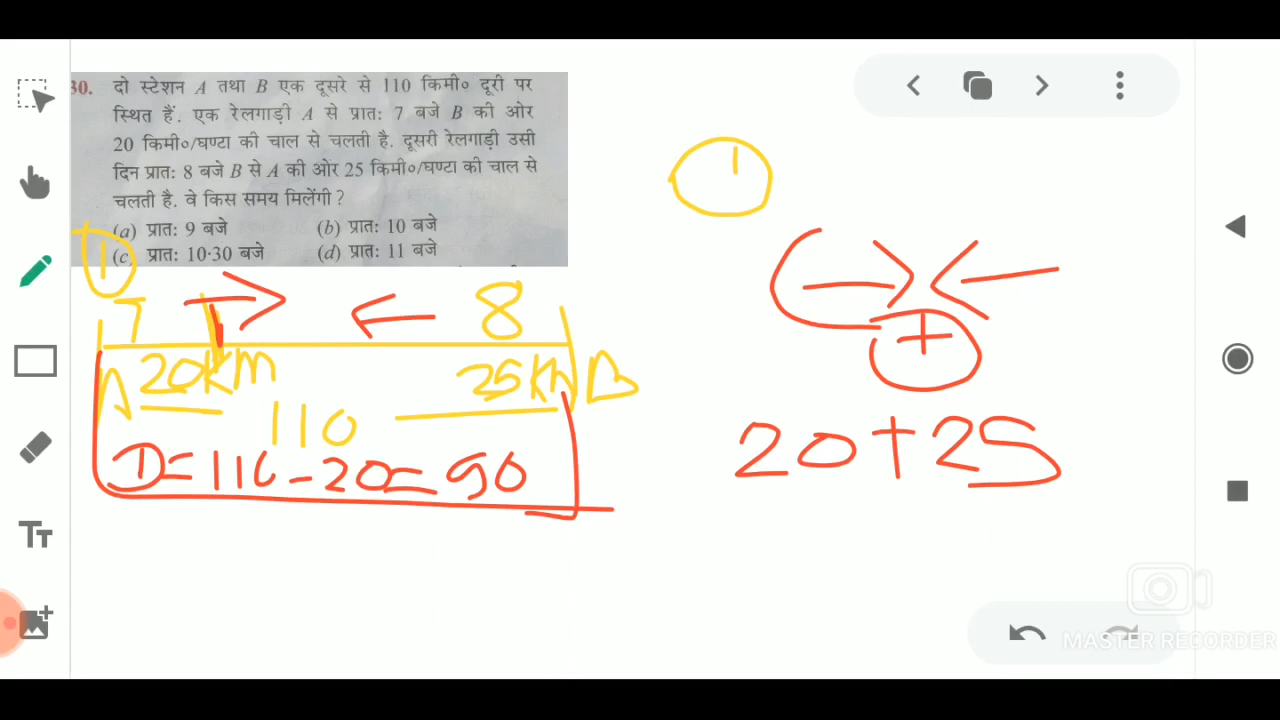 30. दो स्टेशन A तथा B एक दूसरे से 110 किमी० दूरी पर
स्थित हैं. एक रेलगाड़ी A से प्रात: 7 बजे B की ओर
20 किमी०/घण्टा की चाल से चलती है. दूसरी रेलगाड़ी उसी
दिन प्रात: 8 बजे B से A की ओर 25 किमी०/घण्टा की चाल से
चलती है. वे किस समय मिलेंगी ?
(a) प्रात: 9 बजे (b) प्रात: 10 बजे
(c) प्रात: 10·30 बजे (d) प्रात: 11 बजे
1
1
7 8
20km 25km
A B
110
D=110-20=90
+
20+25
TT
MASTER RECORDER